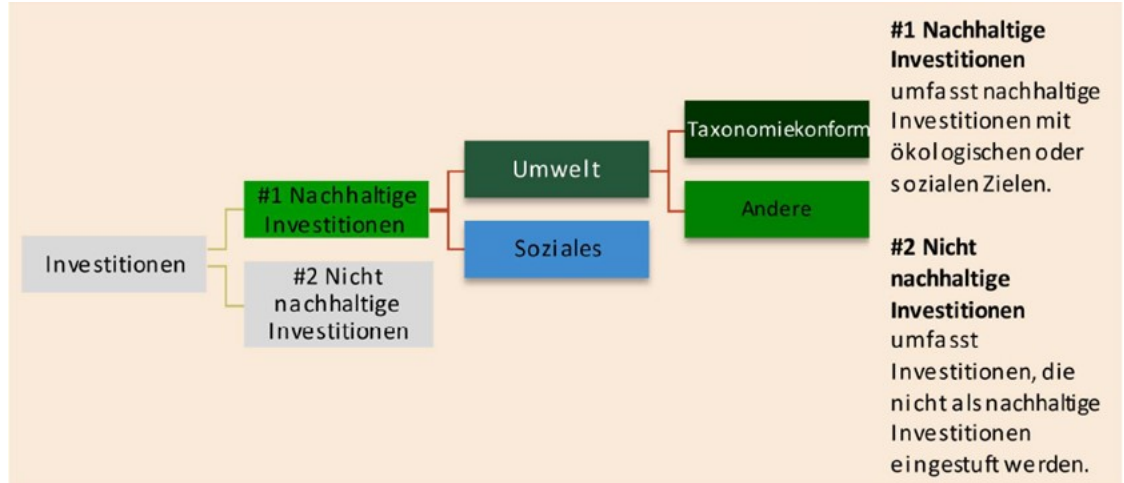 Investitionen
#1 Nachhaltige
Investitionen
#2 Nicht
nachhaltige
Investitionen
Umwelt
Soziales
Taxonomiekonform
Andere
#1 Nachhaltige
Investitionen
umfasst nachhaltige
Investitionen mit
ökologischen oder
sozialen Zielen.
#2 Nicht
nachhaltige
Investitionen
umfasst
Investitionen, die
nicht als nachhaltige
Investitionen
eingestuft werden.